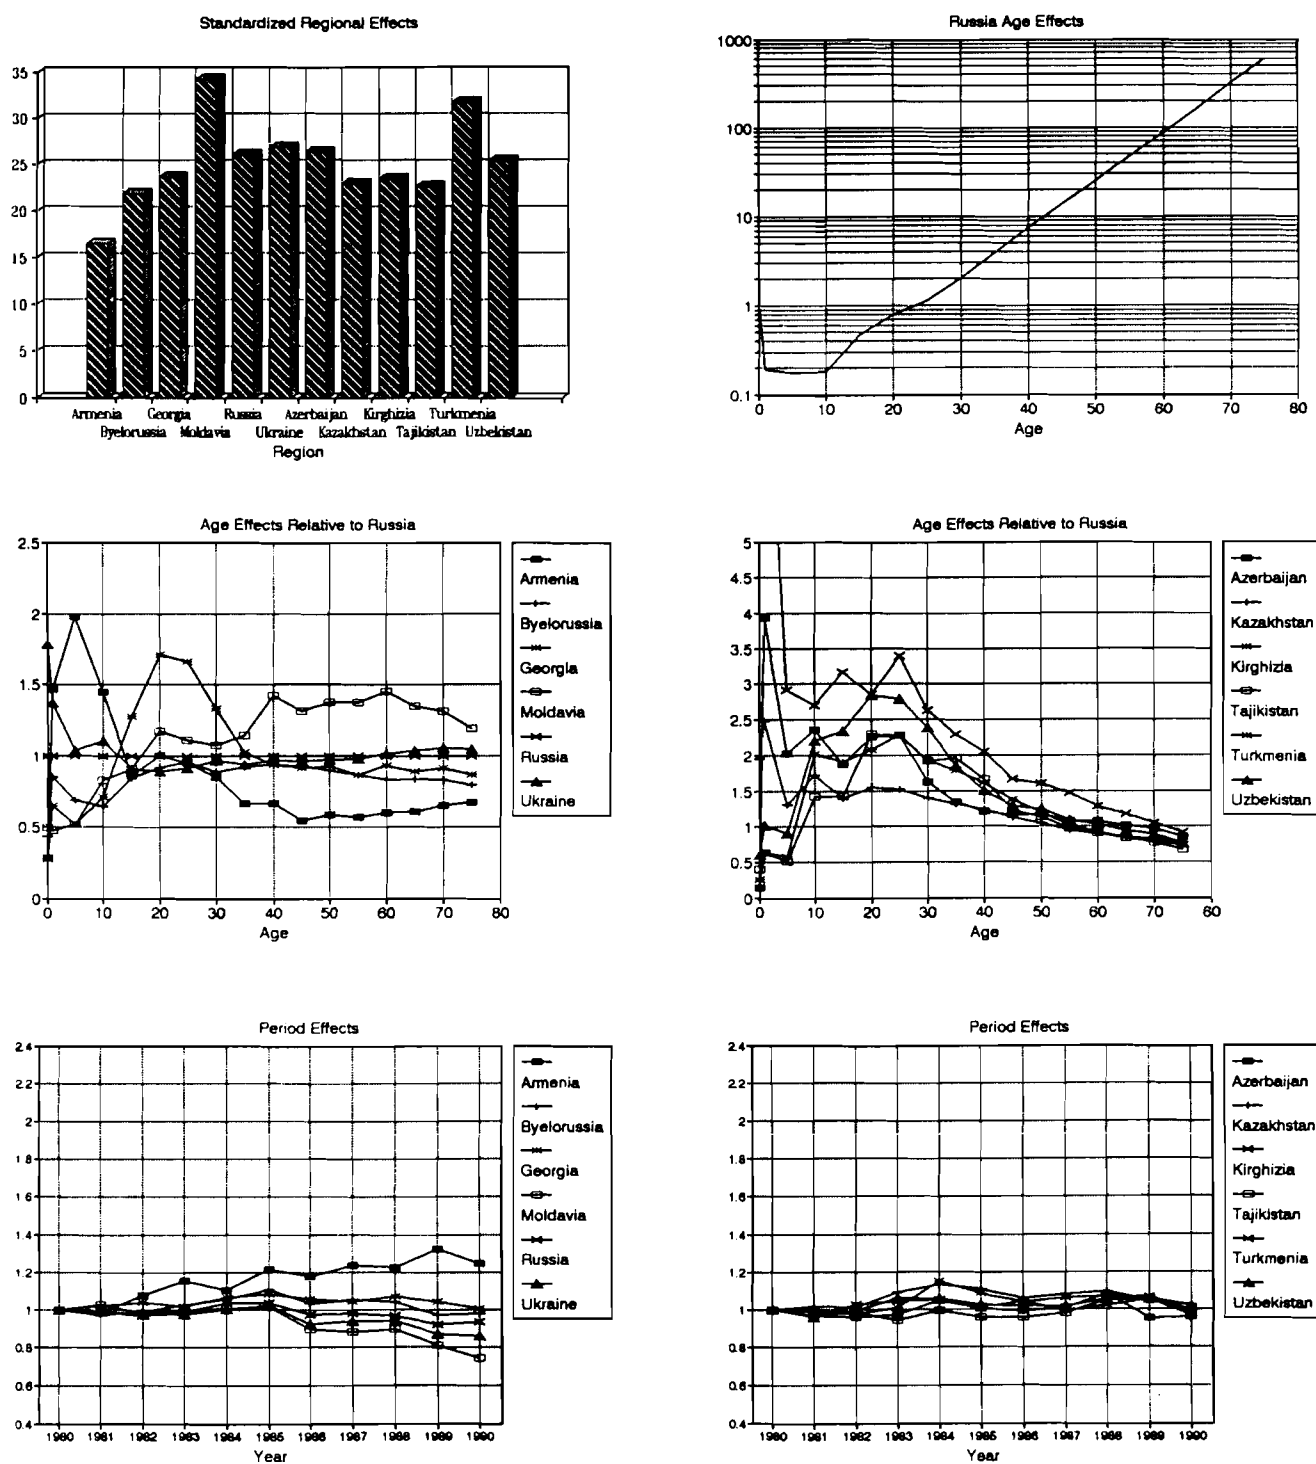 Standardized Regional Effects
35
30
25
20
15
10
5
0
Armenia Georgia Russia Azerbaijan Kirghizia Turkmenia
Byelorussia Moldavia Ukraine Kazakhstan Tajikistan Uzbekistan
Region
Russia Age Effects
1000
100
10
1
0.1
0 10 20 30 40 50 60 70 80
Age
Age Effects Relative to Russia
2.5
2
1.5
1
0.5
0
0 10 20 30 40 50 60 70 80
Age
Armenia
Byelorussia
Georgia
Moldavia
Russia
Ukraine
Age Effects Relative to Russia
5
4.5
4
3.5
3
2.5
2
1.5
1
0.5
0
0 10 20 30 40 50 60 70 80
Age
Azerbaijan
Kazakhstan
Kirghizia
Tajikistan
Turkmenia
Uzbekistan
Period Effects
2.4
2.2
2
1.8
1.6
1.4
1.2
1
0.8
0.6
0.4
1980 1981 1982 1983 1984 1985 1986 1987 1988 1989 1990
Year
Armenia
Byelorussia
Georgia
Moldavia
Russia
Ukraine
Period Effects
2.4
2.2
2
1.8
1.6
1.4
1.2
1
0.8
0.6
0.4
1980 1981 1982 1983 1984 1985 1986 1987 1988 1989 1990
Year
Azerbaijan
Kazakhstan
Kirghizia
Tajikistan
Turkmenia
Uzbekistan